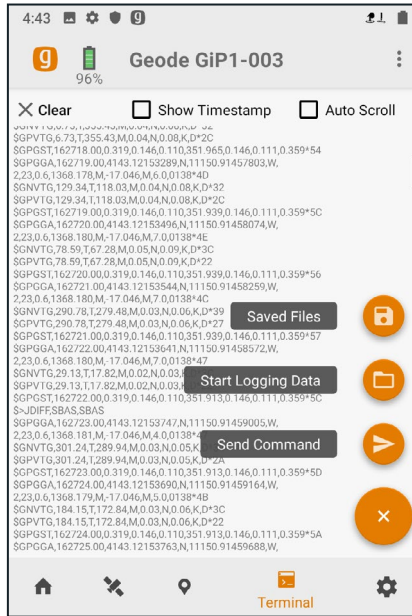 4:43
g
96%
Geode GiP1-003
Clear
Show Timestamp
Auto Scroll
$GPVTG,6.73,T,355.43,M,0.04,N,0.08,K,D*2C
$GPGST,162718.00,0.319,0.146,0.110,351.965,0.146,0.111,0.359*54
$GPGGA,162719.00,4143.12153289,N,11150.91457803,W,
2,23,0.6,1368.178,M,-17.046,M,6.0,0138*4D
$GNVTG,129.34,T,118.03,M,0.04,N,0.08,K,D*32
$GPVTG,129.34,T,118.03,M,0.04,N,0.08,K,D*2C
$GPGST,162719.00,0.319,0.146,0.110,351.939,0.146,0.111,0.359*5C
$GPGGA,162720.00,4143.12153496,N,11150.91458074,W,
2,23,0.6,1368.180,M,-17.046,M,7.0,0138*4E
$GNVTG,78.59,T,67.28,M,0.05,N,0.09,K,D*3C
$GPVTG,78.59,T,67.28,M,0.05,N,0.09,K,D*22
$GPGST,162720.00,0.319,0.146,0.110,351.939,0.146,0.111,0.359*56
$GPGGA,162721.00,4143.12153544,N,11150.91458259,W,
2,23,0.6,1368.180,M,-17.046,M,8.0,0138*4C
$GNVTG,290.78,T,279.48,M,0.03,N,0.06,K,D*39
$GPVTG,290.78,T,279.48,M,0.03,N,0.06,K,D*27
Saved Files
$GPGST,162721.00,0.319,0.146,0.110,351.939,0.146,0.111,0.359*57
$GPGGA,162722.00,4143.12153641,N,11150.91458572,W,
2,23,0.6,1368.180,M,-17.046,M,7.0,0138*47
$GNVTG,29.13,T,17.82,M,0.02,N,0.03,
$GPVTG,29.13,T,17.82,M,0.02,N,0.03,
Start Logging Data
$GPGST,162722.00,0.319,0.146,0.110,351.913,0.146,0.111,0.359*5C
$>JDIFF,SBAS,SBAS
$GPGGA,162723.00,4143.12153747,N,11150.91459005,W,
2,23,0.6,1368.181,M,-17.046,M,4.0,0138*
$GNVTG,301.24,T,289.94,M,0.03,N,0.05,
Send Command
$GPVTG,301.24,T,289.94,M,0.03,N,0.05,K,D*2A
$GPGST,162723.00,0.319,0.146,0.110,351.913,0.146,0.111,0.359*5D
$GPGGA,162724.00,4143.12153690,N,11150.91459164,W,
2,23,0.6,1368.179,M,-17.046,M,5.0,0138*4B
$GNVTG,184.15,T,172.84,M,0.03,N,0.06,K,D*3C
$GPVTG,184.15,T,172.84,M,0.03,N,0.06,K,D*22
$GPGST,162724.00,0.319,0.146,0.110,351.913,0.146,0.111,0.359*5A
$GPGGA,162725.00,4143.12153763,N,11150.91459688,W,
Terminal